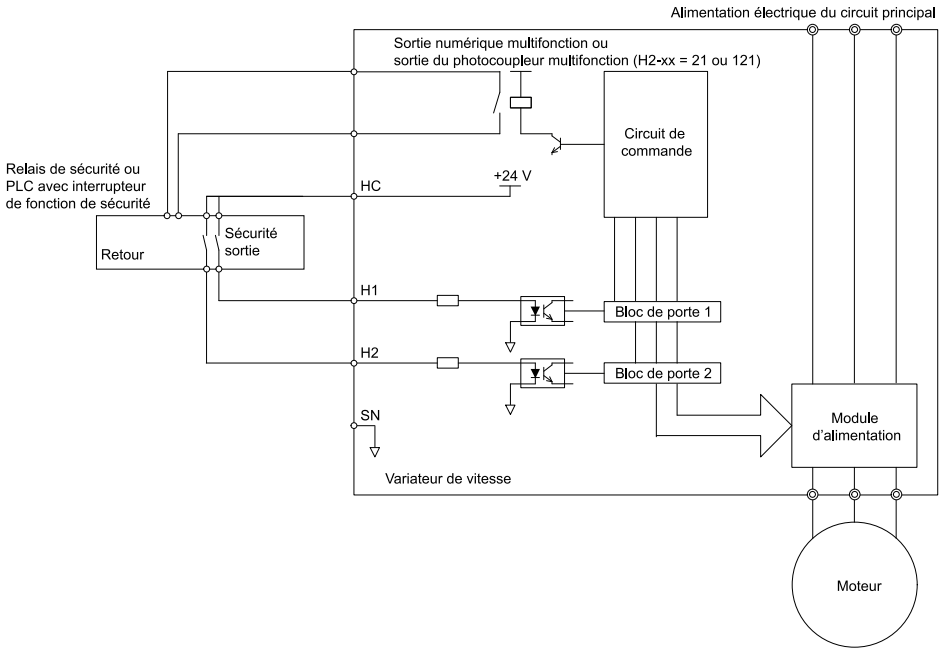 Alimentation électrique du circuit principal
Sortie numérique multifonction ou
sortie du photocoupleur multifonction (H2-xx = 21 ou 121)
Circuit de
commande
Relais de sécurité ou
PLC avec interrupteur
de fonction de sécurité
HC
+24 V
Sécurité
sortie
Retour
H1
Bloc de porte 1
H2
Bloc de porte 2
SN
Module
d'alimentation
Variateur de vitesse
Moteur